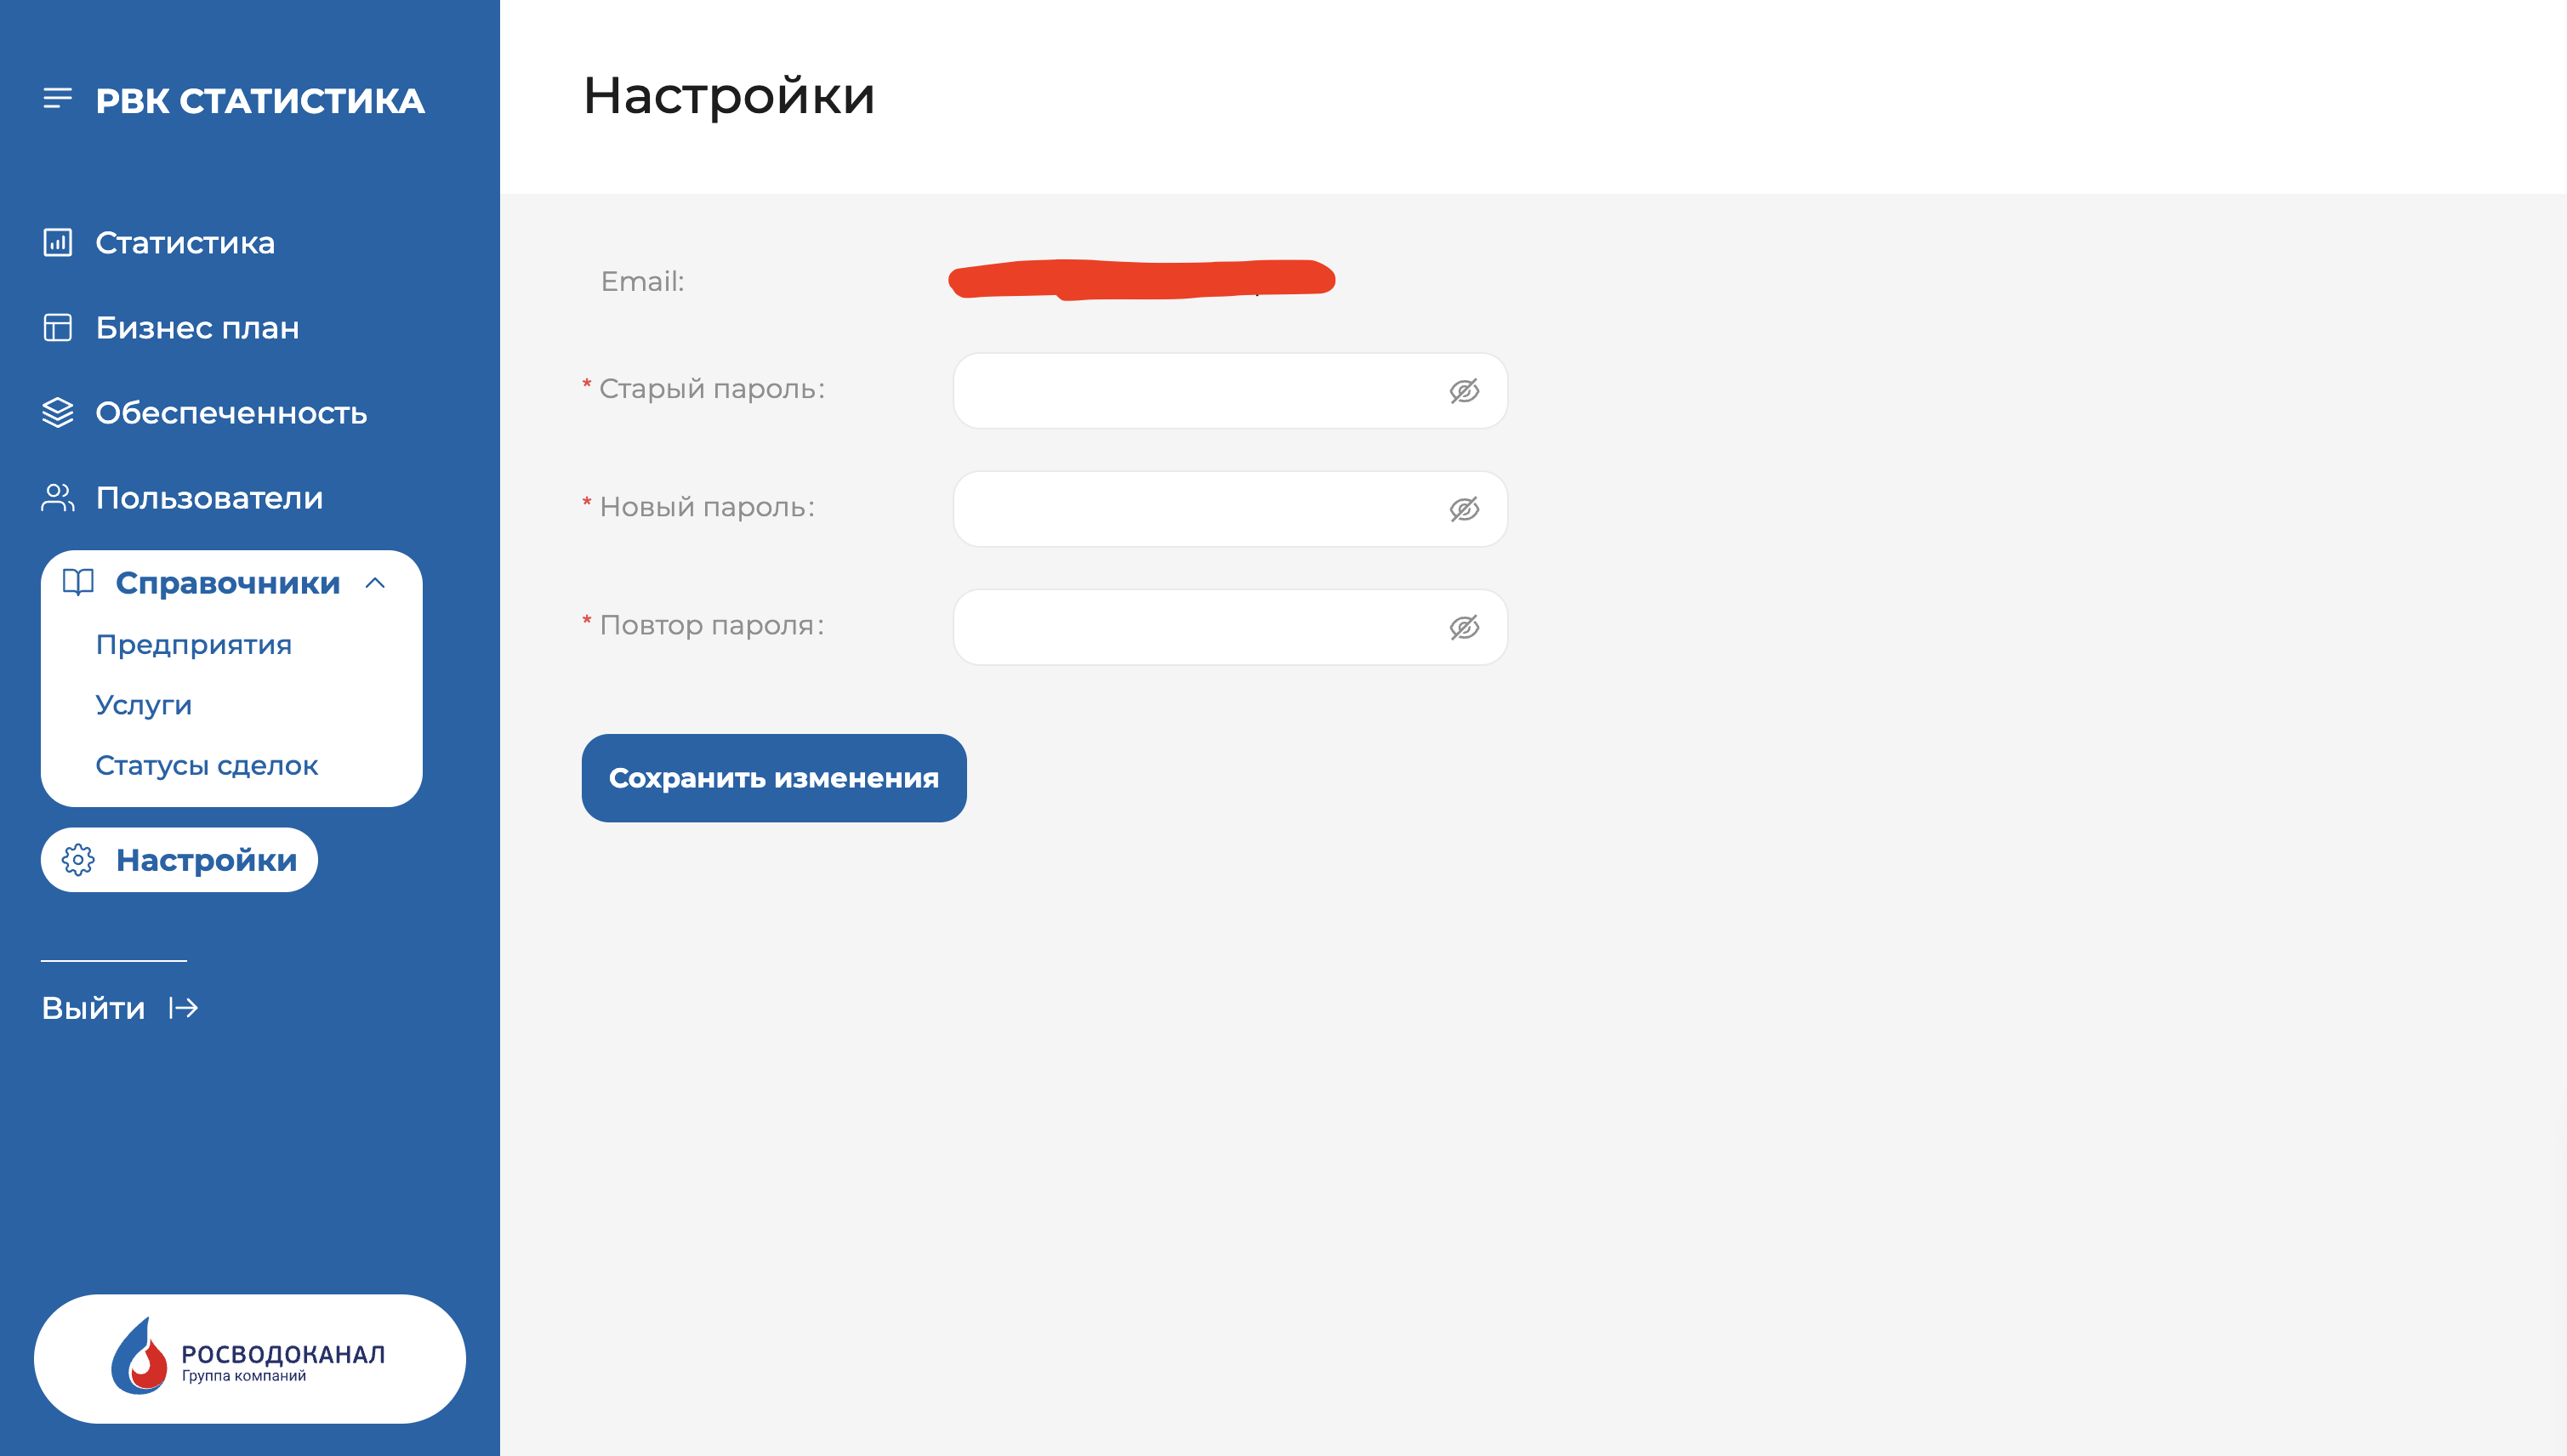 РВК СТАТИСТИКА
Статистика
Бизнес план
Обеспеченность
Пользователи
Справочники
Предприятия
Услуги
Статусы сделок
Настройки
Выйти
РОСВОДОКАНАЛ
Группа компаний
Настройки
Email:
* Старый пароль:
* Новый пароль:
* Повтор пароля:
Сохранить изменения